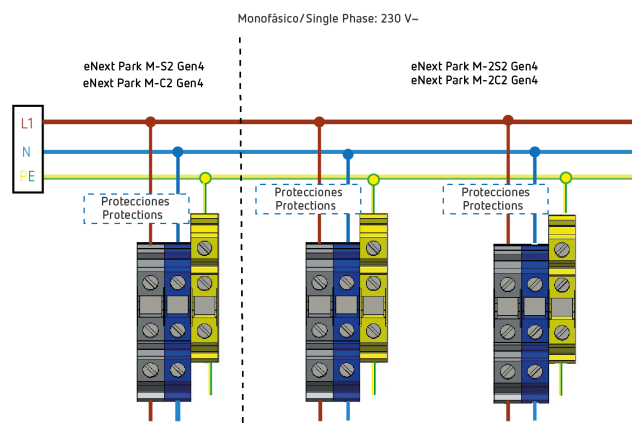 Monofásico/Single Phase: 230 V~
eNext Park M-S2 Gen4
eNext Park M-C2 Gen4
eNext Park M-2S2 Gen4
eNext Park M-2C2 Gen4
L1
N
PE
Protecciones
Protections
Protecciones
Protections
Protecciones
Protections